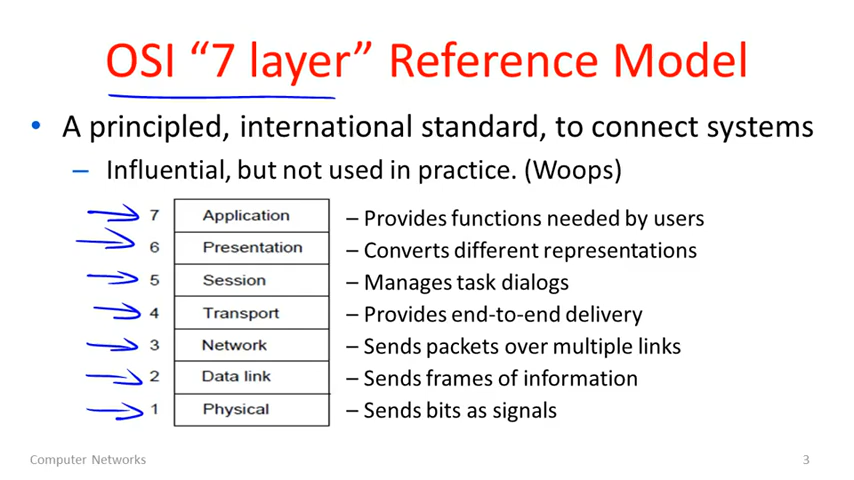 OSI “7 layer” Reference Model
• A principled, international standard, to connect systems
– Influential, but not used in practice. (Woops)
7 Application – Provides functions needed by users
6 Presentation – Converts different representations
5 Session – Manages task dialogs
4 Transport – Provides end-to-end delivery
3 Network – Sends packets over multiple links
2 Data link – Sends frames of information
1 Physical – Sends bits as signals
Computer Networks 3